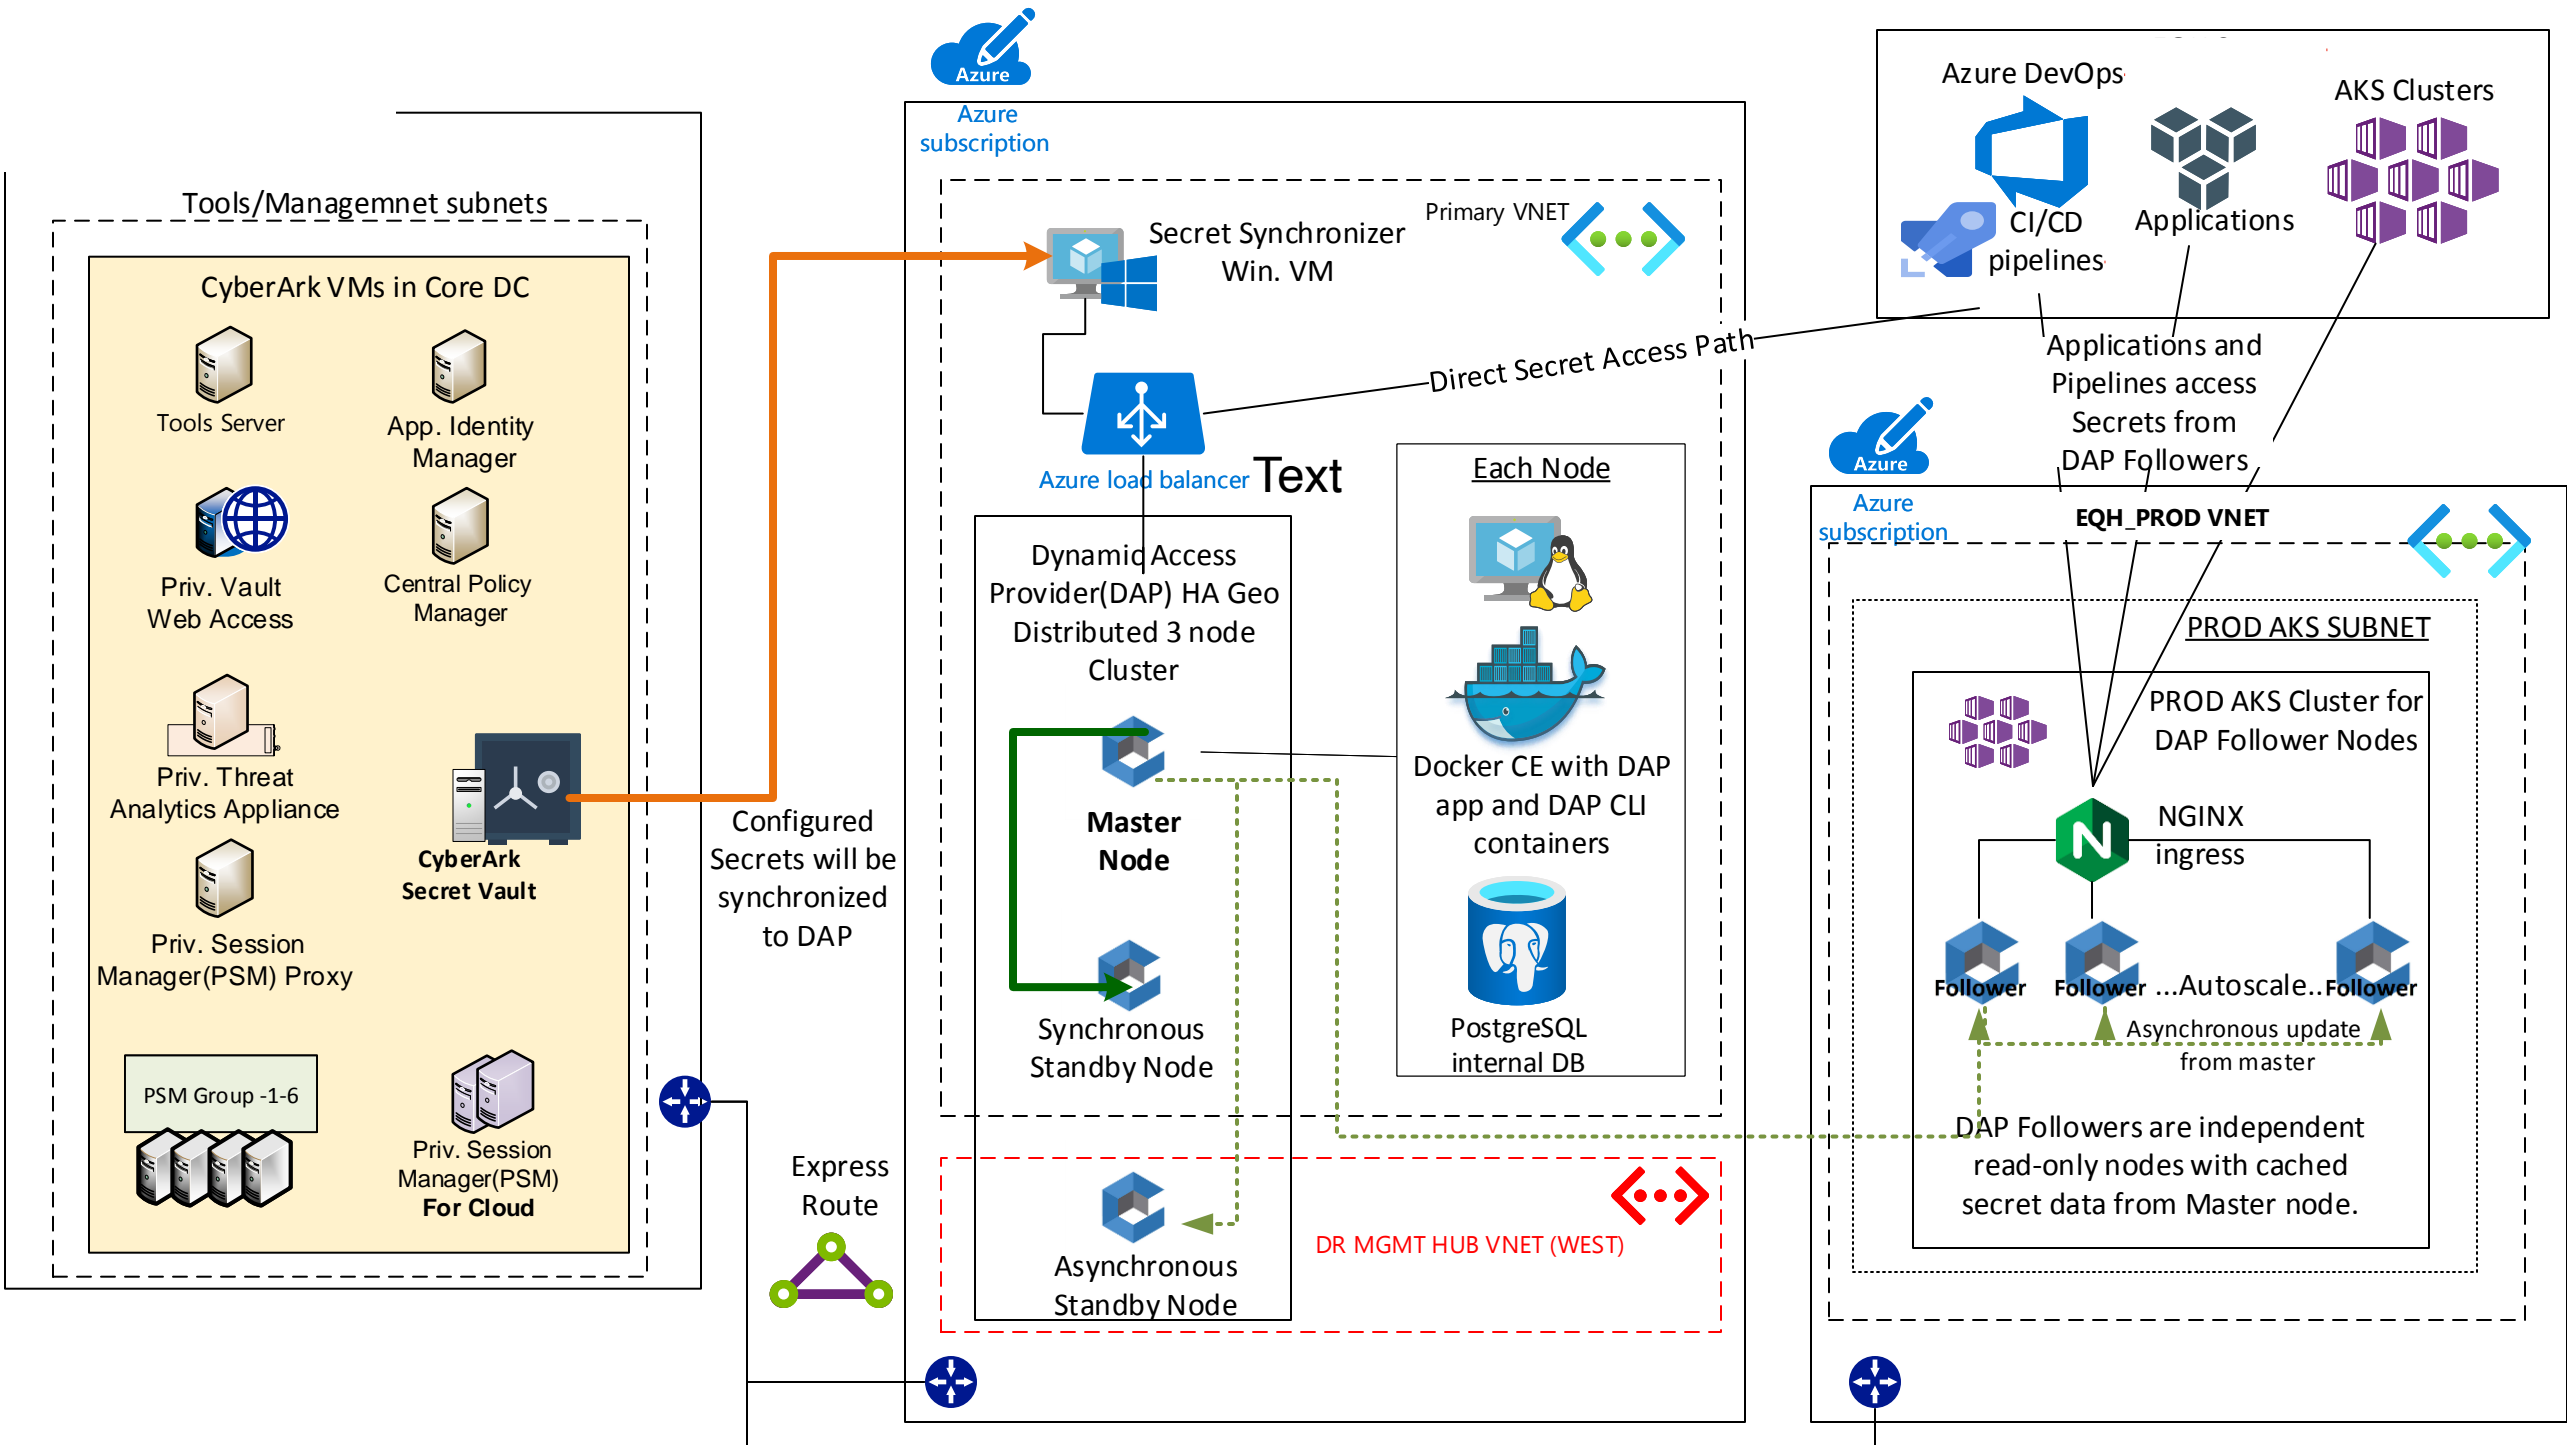 Tools/Managemnet subnets
CyberArk VMs in Core DC
Tools Server
App. Identity
Manager
Priv. Vault
Web Access
Central Policy
Manager
Priv. Threat
Analytics Appliance
CyberArk
Secret Vault
Priv. Session
Manager(PSM) Proxy
PSM Group -1-6
Priv. Session
Manager(PSM)
For Cloud
Configured
Secrets will be
synchronized
to DAP
Express
Route
Azure
Azure
subscription
Primary VNET
Secret Synchronizer
Win. VM
Direct Secret Access Path
Azure load balancer
Text
Dynamic Access
Provider(DAP) HA Geo
Distributed 3 node
Cluster
Master
Node
Synchronous
Standby Node
Asynchronous
Standby Node
Each Node
Docker CE with DAP
app and DAP CLI
containers
PostgreSQL
internal DB
DR MGMT HUB VNET (WEST)
Azure DevOps
CI/CD
pipelines
Applications
AKS Clusters
Applications and
Pipelines access
Secrets from
DAP Followers
Azure
Azure
subscription
EQH_PROD VNET
PROD AKS SUBNET
PROD AKS Cluster for
DAP Follower Nodes
N
NGINX
ingress
Follower
Follower
...Autoscale..
Follower
Asynchronous update
from master
DAP Followers are independent
read-only nodes with cached
secret data from Master node.